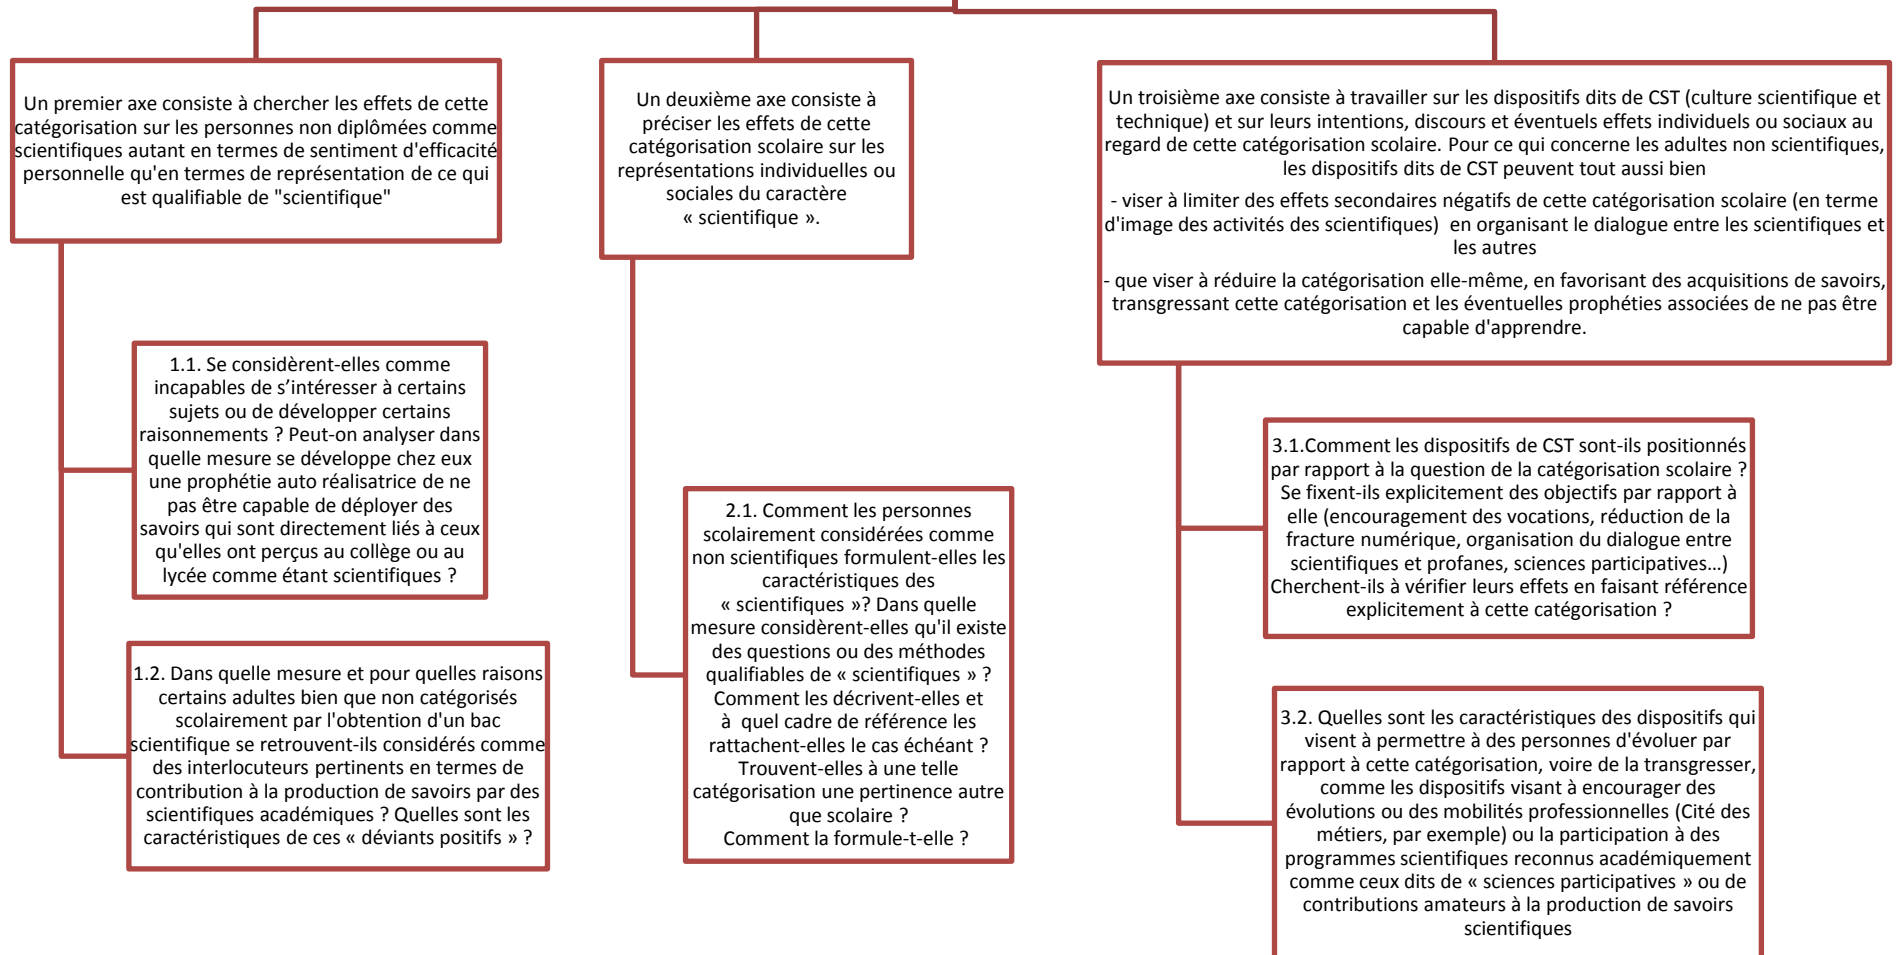 Un premier axe consiste à chercher les effets de cette
catégorisation sur les personnes non diplômées comme
scientifiques autant en termes de sentiment d'efficacité
personnelle qu'en termes de représentation de ce qui
est qualifiable de "scientifique"
1.1. Se considèrent-elles comme
incapables de s’intéresser à certains
sujets ou de développer certains
raisonnements ? Peut-on analyser dans
quelle mesure se développe chez eux
une prophétie auto réalisatrice de ne
pas être capable de déployer des
savoirs qui sont directement liés à ceux
qu'elles ont perçus au collège ou au
lycée comme étant scientifiques ?
1.2. Dans quelle mesure et pour quelles raisons
certains adultes bien que non catégorisés
scolairement par l'obtention d'un bac
scientifique se retrouvent-ils considérés comme
des interlocuteurs pertinents en termes de
contribution à la production de savoirs par des
scientifiques académiques ? Quelles sont les
caractéristiques de ces « déviants positifs » ?
Un deuxième axe consiste à
préciser les effets de cette
catégorisation scolaire sur les
représentations individuelles ou
sociales du caractère
« scientifique ».
2.1. Comment les personnes
scolairement considérées comme
non scientifiques formulent-elles les
caractéristiques des
« scientifiques »? Dans quelle
mesure considèrent-elles qu'il existe
des questions ou des méthodes
qualifiables de « scientifiques » ?
Comment les décrivent-elles et
à quel cadre de référence les
rattachent-elles le cas échéant ?
Trouvent-elles à une telle
catégorisation une pertinence autre
que scolaire ?
Comment la formule-t-elle ?
Un troisième axe consiste à travailler sur les dispositifs dits de CST (culture scientifique et
technique) et sur leurs intentions, discours et éventuels effets individuels ou sociaux au
regard de cette catégorisation scolaire. Pour ce qui concerne les adultes non scientifiques,
les dispositifs dits de CST peuvent tout aussi bien
- viser à limiter des effets secondaires négatifs de cette catégorisation scolaire (en terme
d'image des activités des scientifiques) en organisant le dialogue entre les scientifiques et
les autres
- que viser à réduire la catégorisation elle-même, en favorisant des acquisitions de savoirs,
transgressant cette catégorisation et les éventuelles prophéties associées de ne pas être
capable d'apprendre.
3.1.Comment les dispositifs de CST sont-ils positionnés
par rapport à la question de la catégorisation scolaire ?
Se fixent-ils explicitement des objectifs par rapport à
elle (encouragement des vocations, réduction de la
fracture numérique, organisation du dialogue entre
scientifiques et profanes, sciences participatives…)
Cherchent-ils à vérifier leurs effets en faisant référence
explicitement à cette catégorisation ?
3.2. Quelles sont les caractéristiques des dispositifs qui
visent à permettre à des personnes d'évoluer par
rapport à cette catégorisation, voire de la transgresser,
comme les dispositifs visant à encourager des
évolutions ou des mobilités professionnelles (Cité des
métiers, par exemple) ou la participation à des
programmes scientifiques reconnus académiquement
comme ceux dits de « sciences participatives » ou de
contributions amateurs à la production de savoirs
scientifiques